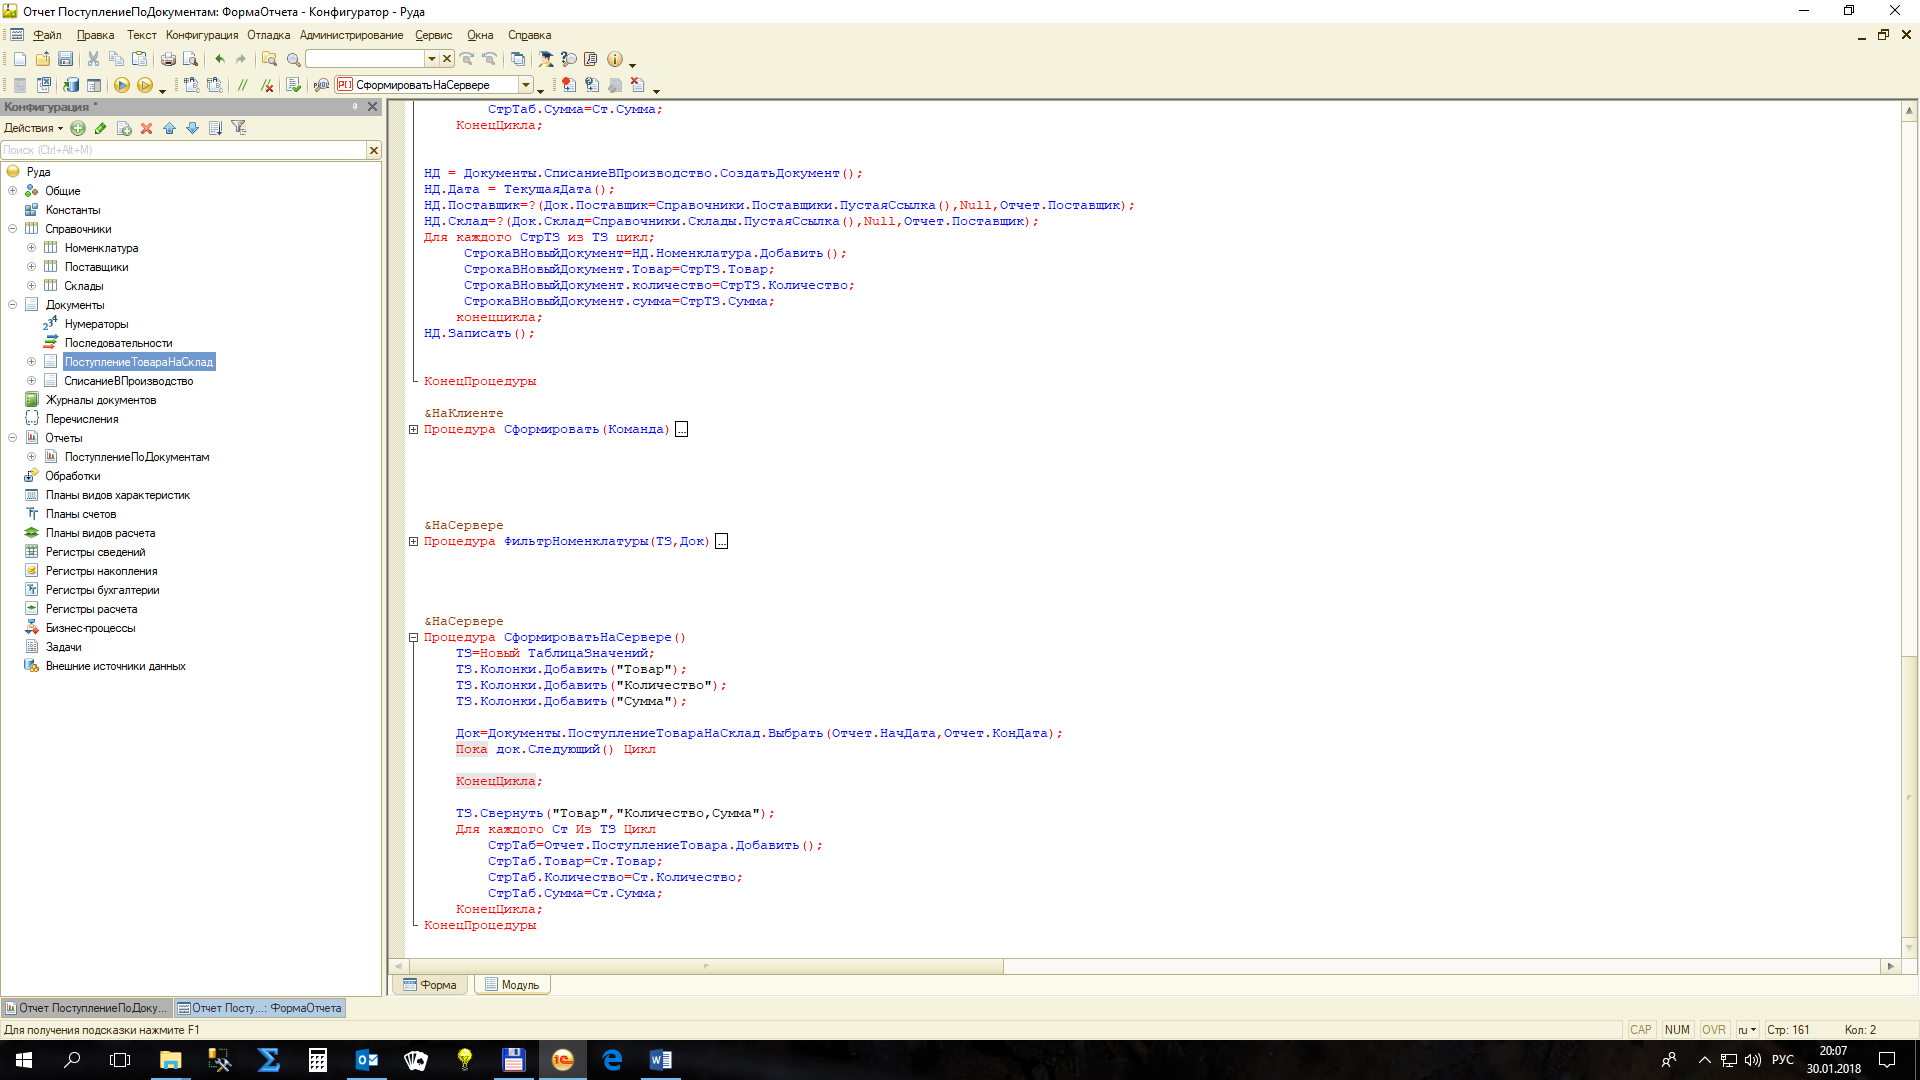 Отчет ПоступлениеПоДокументам: ФормаОтчета - Конфигуратор - Руда
Файл Правка Текст Конфигурация Отладка Администрирование Сервис Окна Справка
СформироватьНаСервере
Конфигурация *
Действия
Поиск (Ctrl+Alt+M)
Руда
Общие
Константы
Справочники
Номенклатура
Поставщики
Склады
Документы
Нумераторы
Последовательности
ПоступлениеТовараНаСклад
СписаниеВПроизводство
Журналы документов
Перечисления
Отчеты
ПоступлениеПоДокументам
Обработки
Планы видов характеристик
Планы счетов
Планы видов расчета
Регистры сведений
Регистры накопления
Регистры бухгалтерии
Регистры расчета
Бизнес-процессы
Задачи
Внешние источники данных
СтрТаб.Сумма=Ст.Сумма;
КонецЦикла;
НД = Документы.СписаниеВПроизводство.СоздатьДокумент();
НД.Дата = ТекущаяДата();
НД.Поставщик=?(Док.Поставщик=Справочники.Поставщики.ПустаяСсылка(),Null,Отчет.Поставщик);
НД.Склад=?(Док.Склад=Справочники.Склады.ПустаяСсылка(),Null,Отчет.Поставщик);
Для каждого СтрТЗ из ТЗ цикл;
СтрокаВНовыйДокумент=НД.Номенклатура.Добавить();
СтрокаВНовыйДокумент.Товар=СтрТЗ.Товар;
СтрокаВНовыйДокумент.количество=СтрТЗ.Количество;
СтрокаВНовыйДокумент.сумма=СтрТЗ.Сумма;
конеццикла;
НД.Записать();
КонецПроцедуры
&НаКлиенте
Процедура Сформировать(Команда) ...
&НаСервере
Процедура ФильтрНоменклатуры(ТЗ,Док) ...
&НаСервере
Процедура СформироватьНаСервере()
ТЗ=Новый ТаблицаЗначений;
ТЗ.Колонки.Добавить("Товар");
ТЗ.Колонки.Добавить("Количество");
ТЗ.Колонки.Добавить("Сумма");
Док=Документы.ПоступлениеТовараНаСклад.Выбрать(Отчет.НачДата,Отчет.КонДата);
Пока док.Следующий() Цикл
КонецЦикла;
ТЗ.Свернуть("Товар","Количество,Сумма");
Для каждого Ст Из ТЗ Цикл
СтрТаб=Отчет.ПоступлениеТовара.Добавить();
СтрТаб.Товар=Ст.Товар;
СтрТаб.Количество=Ст.Количество;
СтрТаб.Сумма=Ст.Сумма;
КонецЦикла;
КонецПроцедуры
Форма Модуль
Отчет ПоступлениеПоДоку... Отчет Посту...: ФормаОтчета
Для получения подсказки нажмите F1 CAP NUM OVR ru Стр: 161 Кол: 2
РУС 20:07
30.01.2018